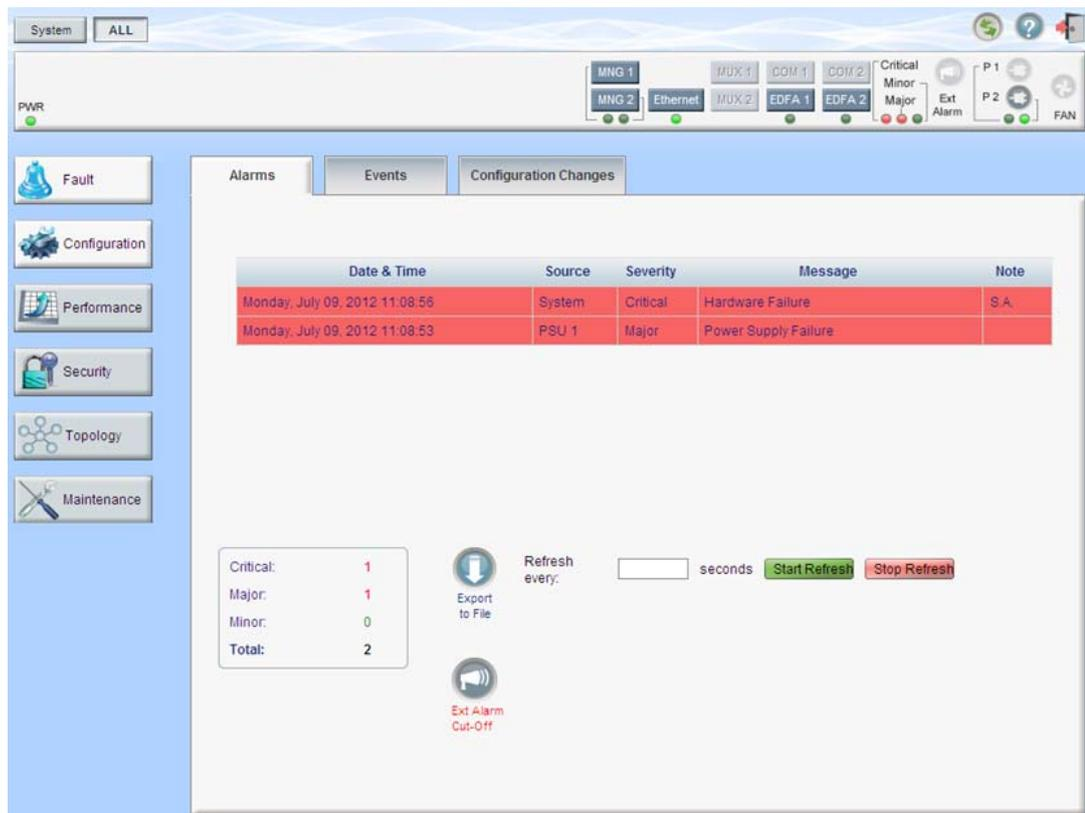 System ALL
MNG 1 MUX 1 COM 1 COM 2 Critical P 1
Minor
PWR MNG 2 Ethernet MUX 2 EDFA 1 EDFA 2 Major Ext P 2
Alarm FAN
Fault
Configuration
Performance
Security
Topology
Maintenance
Alarms Events Configuration Changes
Date & Time Source Severity Message Note
Monday, July 09, 2012 11:08:56 System Critical Hardware Failure S.A.
Monday, July 09, 2012 11:08:53 PSU 1 Major Power Supply Failure
Critical: 1
Major: 1
Minor: 0
Total: 2
Export
to File
Ext Alarm
Cut-Off
Refresh
every: seconds Start Refresh Stop Refresh